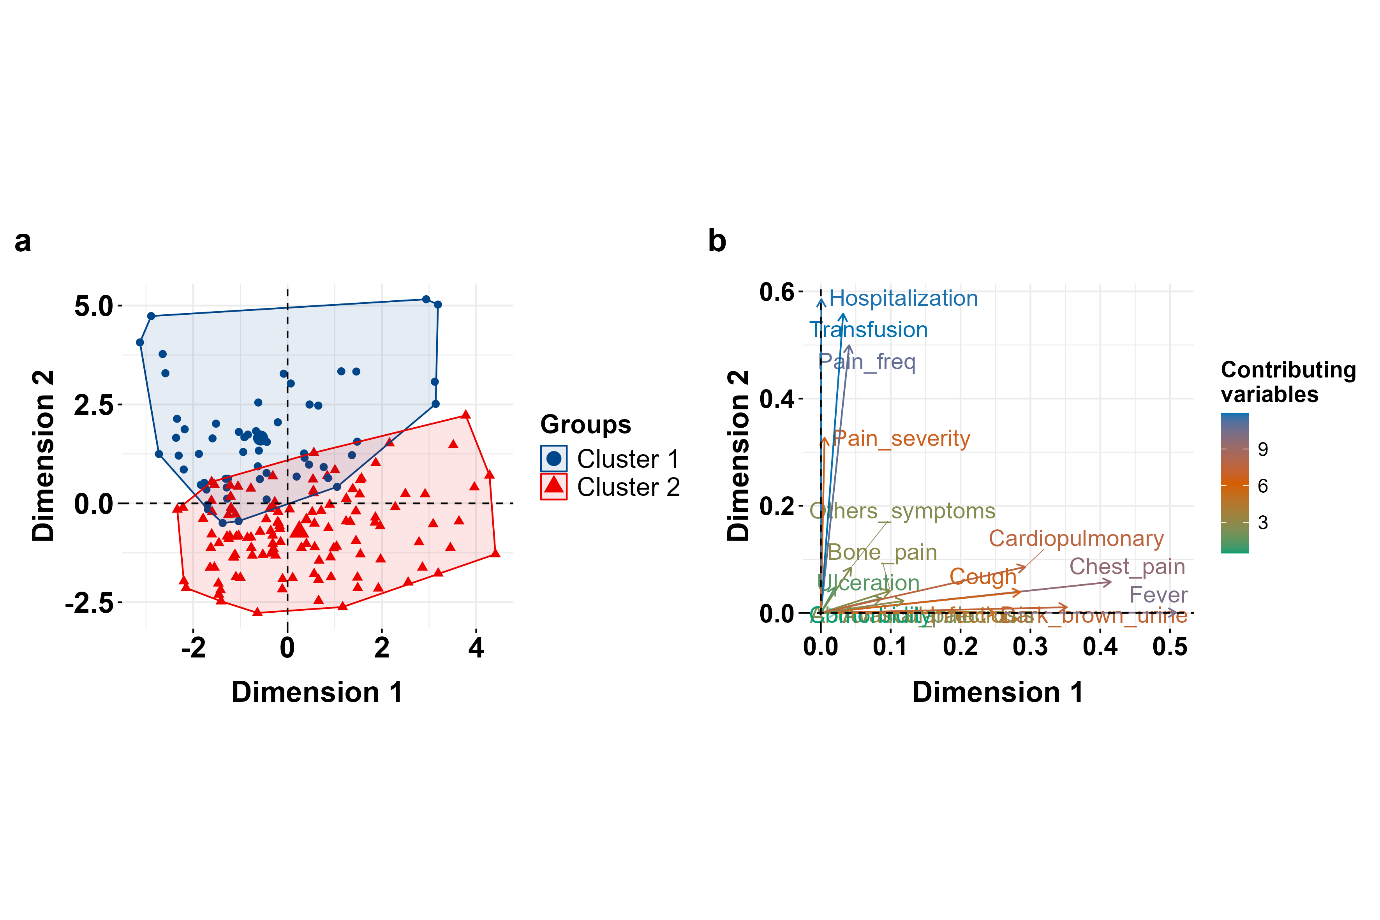 a
5.0
2.5
0.0
-2.5
-2
0
2
4
Dimension 1
Dimension 2
Groups
Cluster 1
Cluster 2
b
0.6
0.4
0.2
0.0
0.0
0.1
0.2
0.3
0.4
0.5
Dimension 1
Dimension 2
Hospitalization
Transfusion
Pain_freq
Pain_severity
Others_symptoms
Cardiopulmonary
Bone_pain
Chest_pain
Cough
Ulceration
Fever
Dark_brown_urine
Contributing
variables
9
6
3